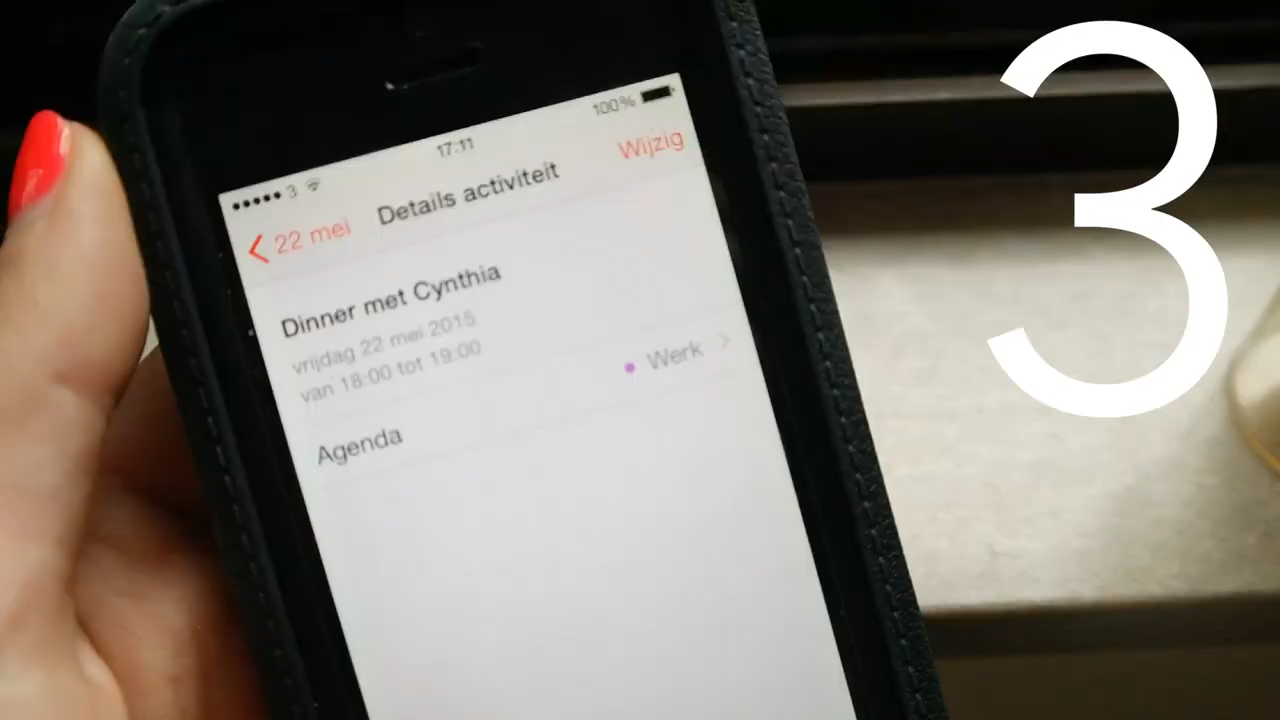 3
100%
17:11
3
Wijzig
Details activiteit
22 mei
Dinner met Cynthia
vrijdag 22 mei 2015
van 18:00 tot 19:00
Werk
Agenda